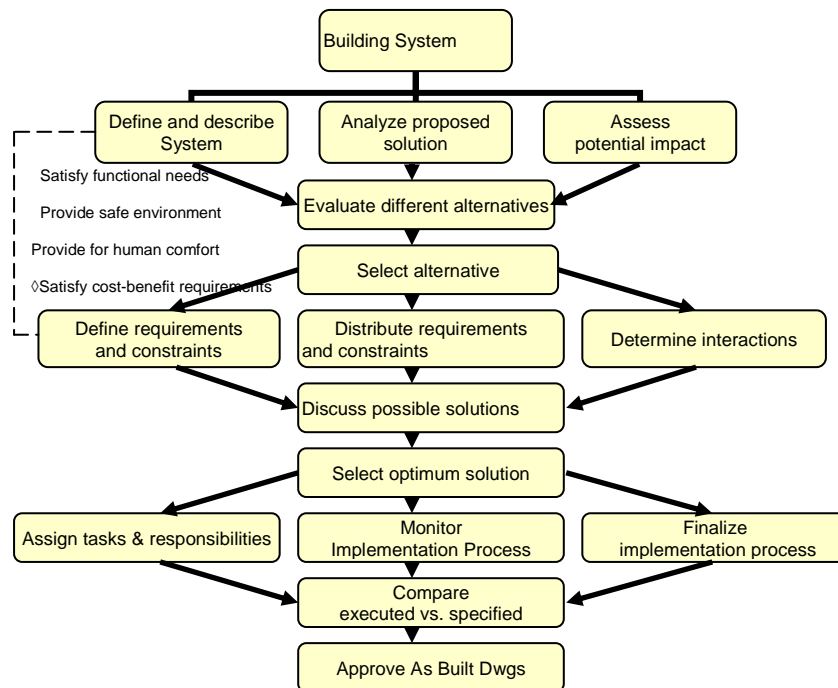 Building System
Define and describe
System
Analyze proposed
solution
Assess
potential impact
Satisfy functional needs
Provide safe environment
Provide for human comfort
◊Satisfy cost-benefit requirements
Evaluate different alternatives
Select alternative
Define requirements
and constraints
Distribute requirements
and constraints
Determine interactions
Discuss possible solutions
Select optimum solution
Assign tasks & responsibilities
Monitor
Implementation Process
Finalize
implementation process
Compare
executed vs. specified
Approve As Built Dwgs